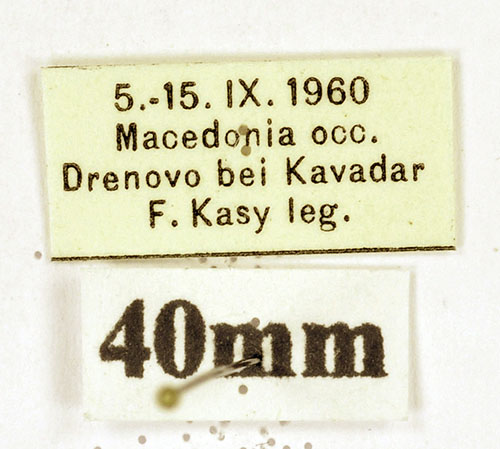 5.-15. IX. 1960
Macedonia occ.
Drenovo bei Kavadar
F. Kasy leg.
40mm